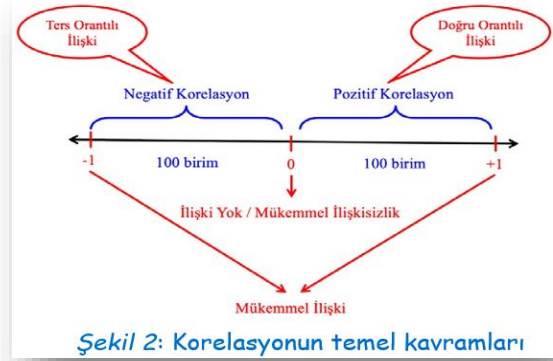 Ters Orantılı
İlişki
Doğru Orantılı
İlişki
Negatif Korelasyon
Pozitif Korelasyon
-1
100 birim
0
100 birim
+1
İlişki Yok / Mükemmel İlişkisizlik
Mükemmel İlişki
Şekil 2: Korelasyonun temel kavramları